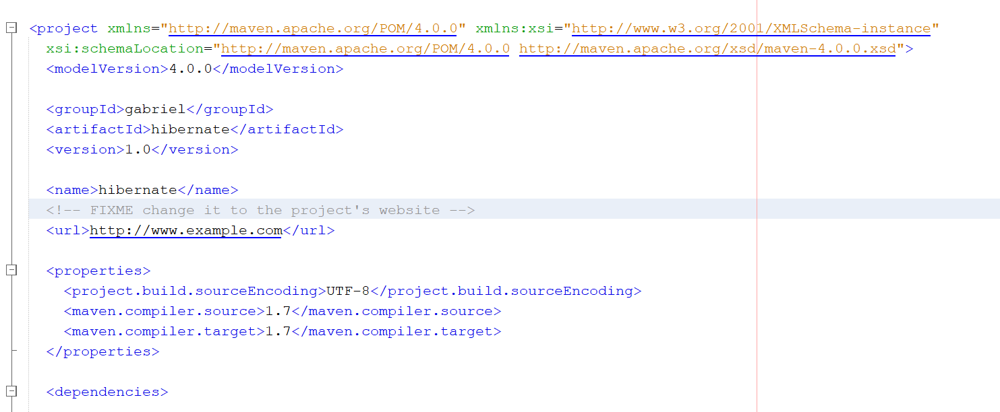 <project xmlns="http://maven.apache.org/POM/4.0.0" xmlns:xsi="http://www.w3.org/2001/XMLSchema-instance"
xsi:schemaLocation="http://maven.apache.org/POM/4.0.0 http://maven.apache.org/xsd/maven-4.0.0.xsd">
<modelVersion>4.0.0</modelVersion>
<groupId>gabriel</groupId>
<artifactId>hibernate</artifactId>
<version>1.0</version>
<name>hibernate</name>
<!-- FIXME change it to the project's website -->
<url>http://www.example.com</url>
<properties>
<project.build.sourceEncoding>UTF-8</project.build.sourceEncoding>
<maven.compiler.source>1.7</maven.compiler.source>
<maven.compiler.target>1.7</maven.compiler.target>
</properties>
<dependencies>